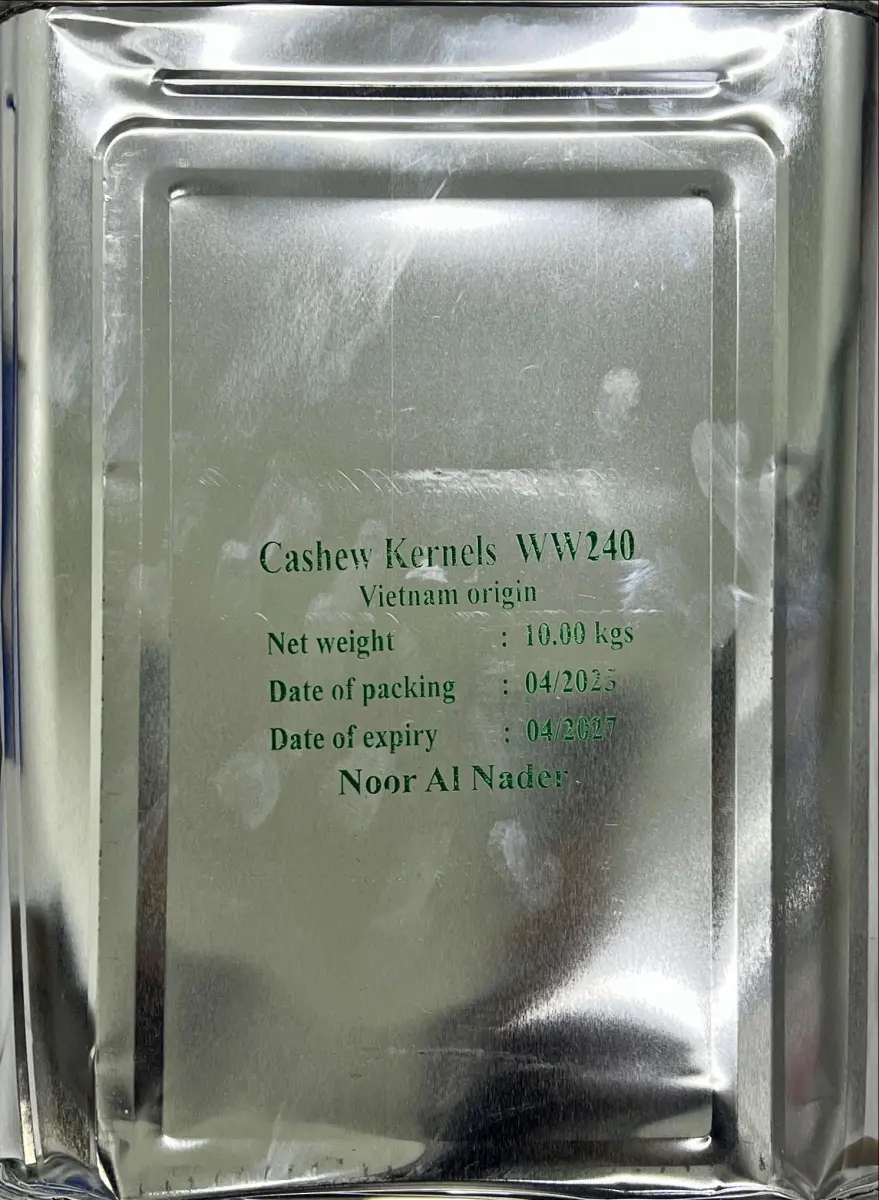 Cashew Kernels WW240
Vietnam origin
Net weight : 10.00 kgs
Date of packing : 04/2025
Date of expiry : 04/2027
Noor Al Nader